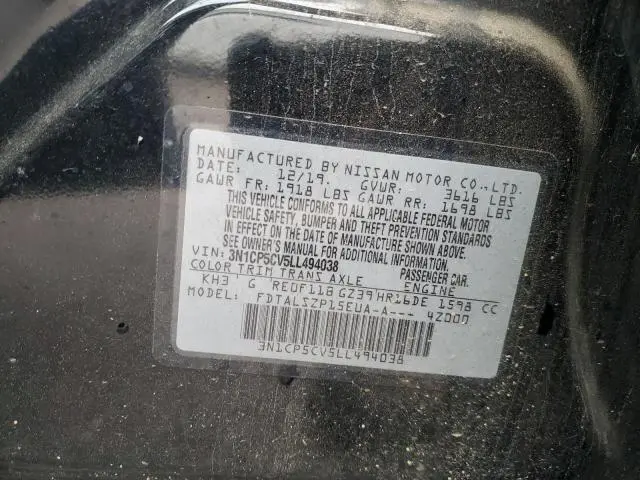 MANUFACTURED BY NISSAN MOTOR CO.,LTD.
DATE: 12/19. GVWR: 3616 LBS
GAWR FR: 1918 LBS GAWR RR: 1698 LBS
THIS VEHICLE CONFORMS TO ALL APPLICABLE FEDERAL MOTOR
VEHICLE SAFETY, BUMPER AND THEFT PREVENTION STANDARDS
IN EFFECT ON THE DATE OF MANUFACTURE SHOWN ABOVE.
SEE OWNER'S MANUAL FOR ADDITIONAL INFORMATION.
VIN: 3N1CP5CV5LL494038 PASSENGER CAR.
COLOR TRIM TRANS AXLE ENGINE
KH3 G RE0F11B GZ39 HR16DE 1598 CC
MODEL: FDTALSZP15EUA-A--- 4Z000
3N1CP5CV5LL494038